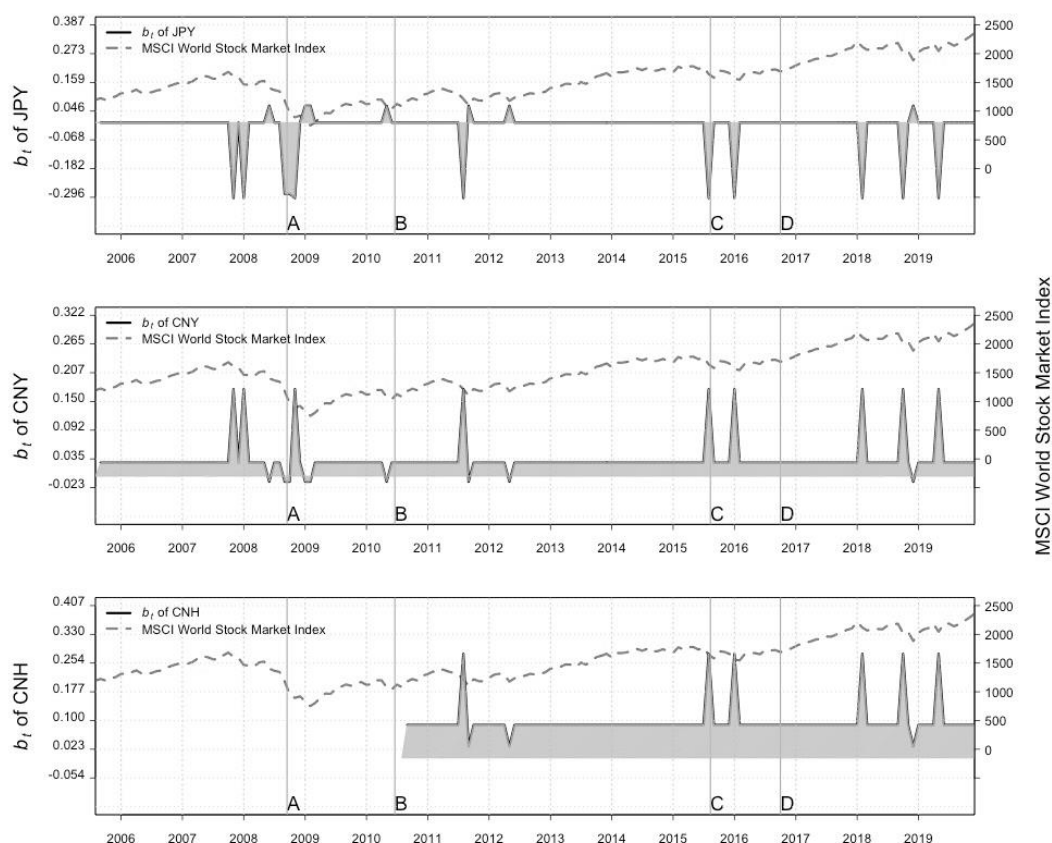 0.387
0.273
0.159
0.046
-0.068
-0.182
-0.296
bt of JPY
bt of JPY
MSCI World Stock Market Index
2500
2000
1500
1000
500
0
A
B
C
D
2006 2007 2008 2009 2010 2011 2012 2013 2014 2015 2016 2017 2018 2019
0.322
0.265
0.207
0.150
0.092
0.035
-0.023
bt of CNY
bt of CNY
MSCI World Stock Market Index
2500
2000
1500
1000
500
0
A
B
C
D
2006 2007 2008 2009 2010 2011 2012 2013 2014 2015 2016 2017 2018 2019
MSCI World Stock Market Index
0.407
0.330
0.254
0.177
0.100
0.023
-0.054
bt of CNH
bt of CNH
MSCI World Stock Market Index
2500
2000
1500
1000
500
0
A
B
C
D
2006 2007 2008 2009 2010 2011 2012 2013 2014 2015 2016 2017 2018 2019